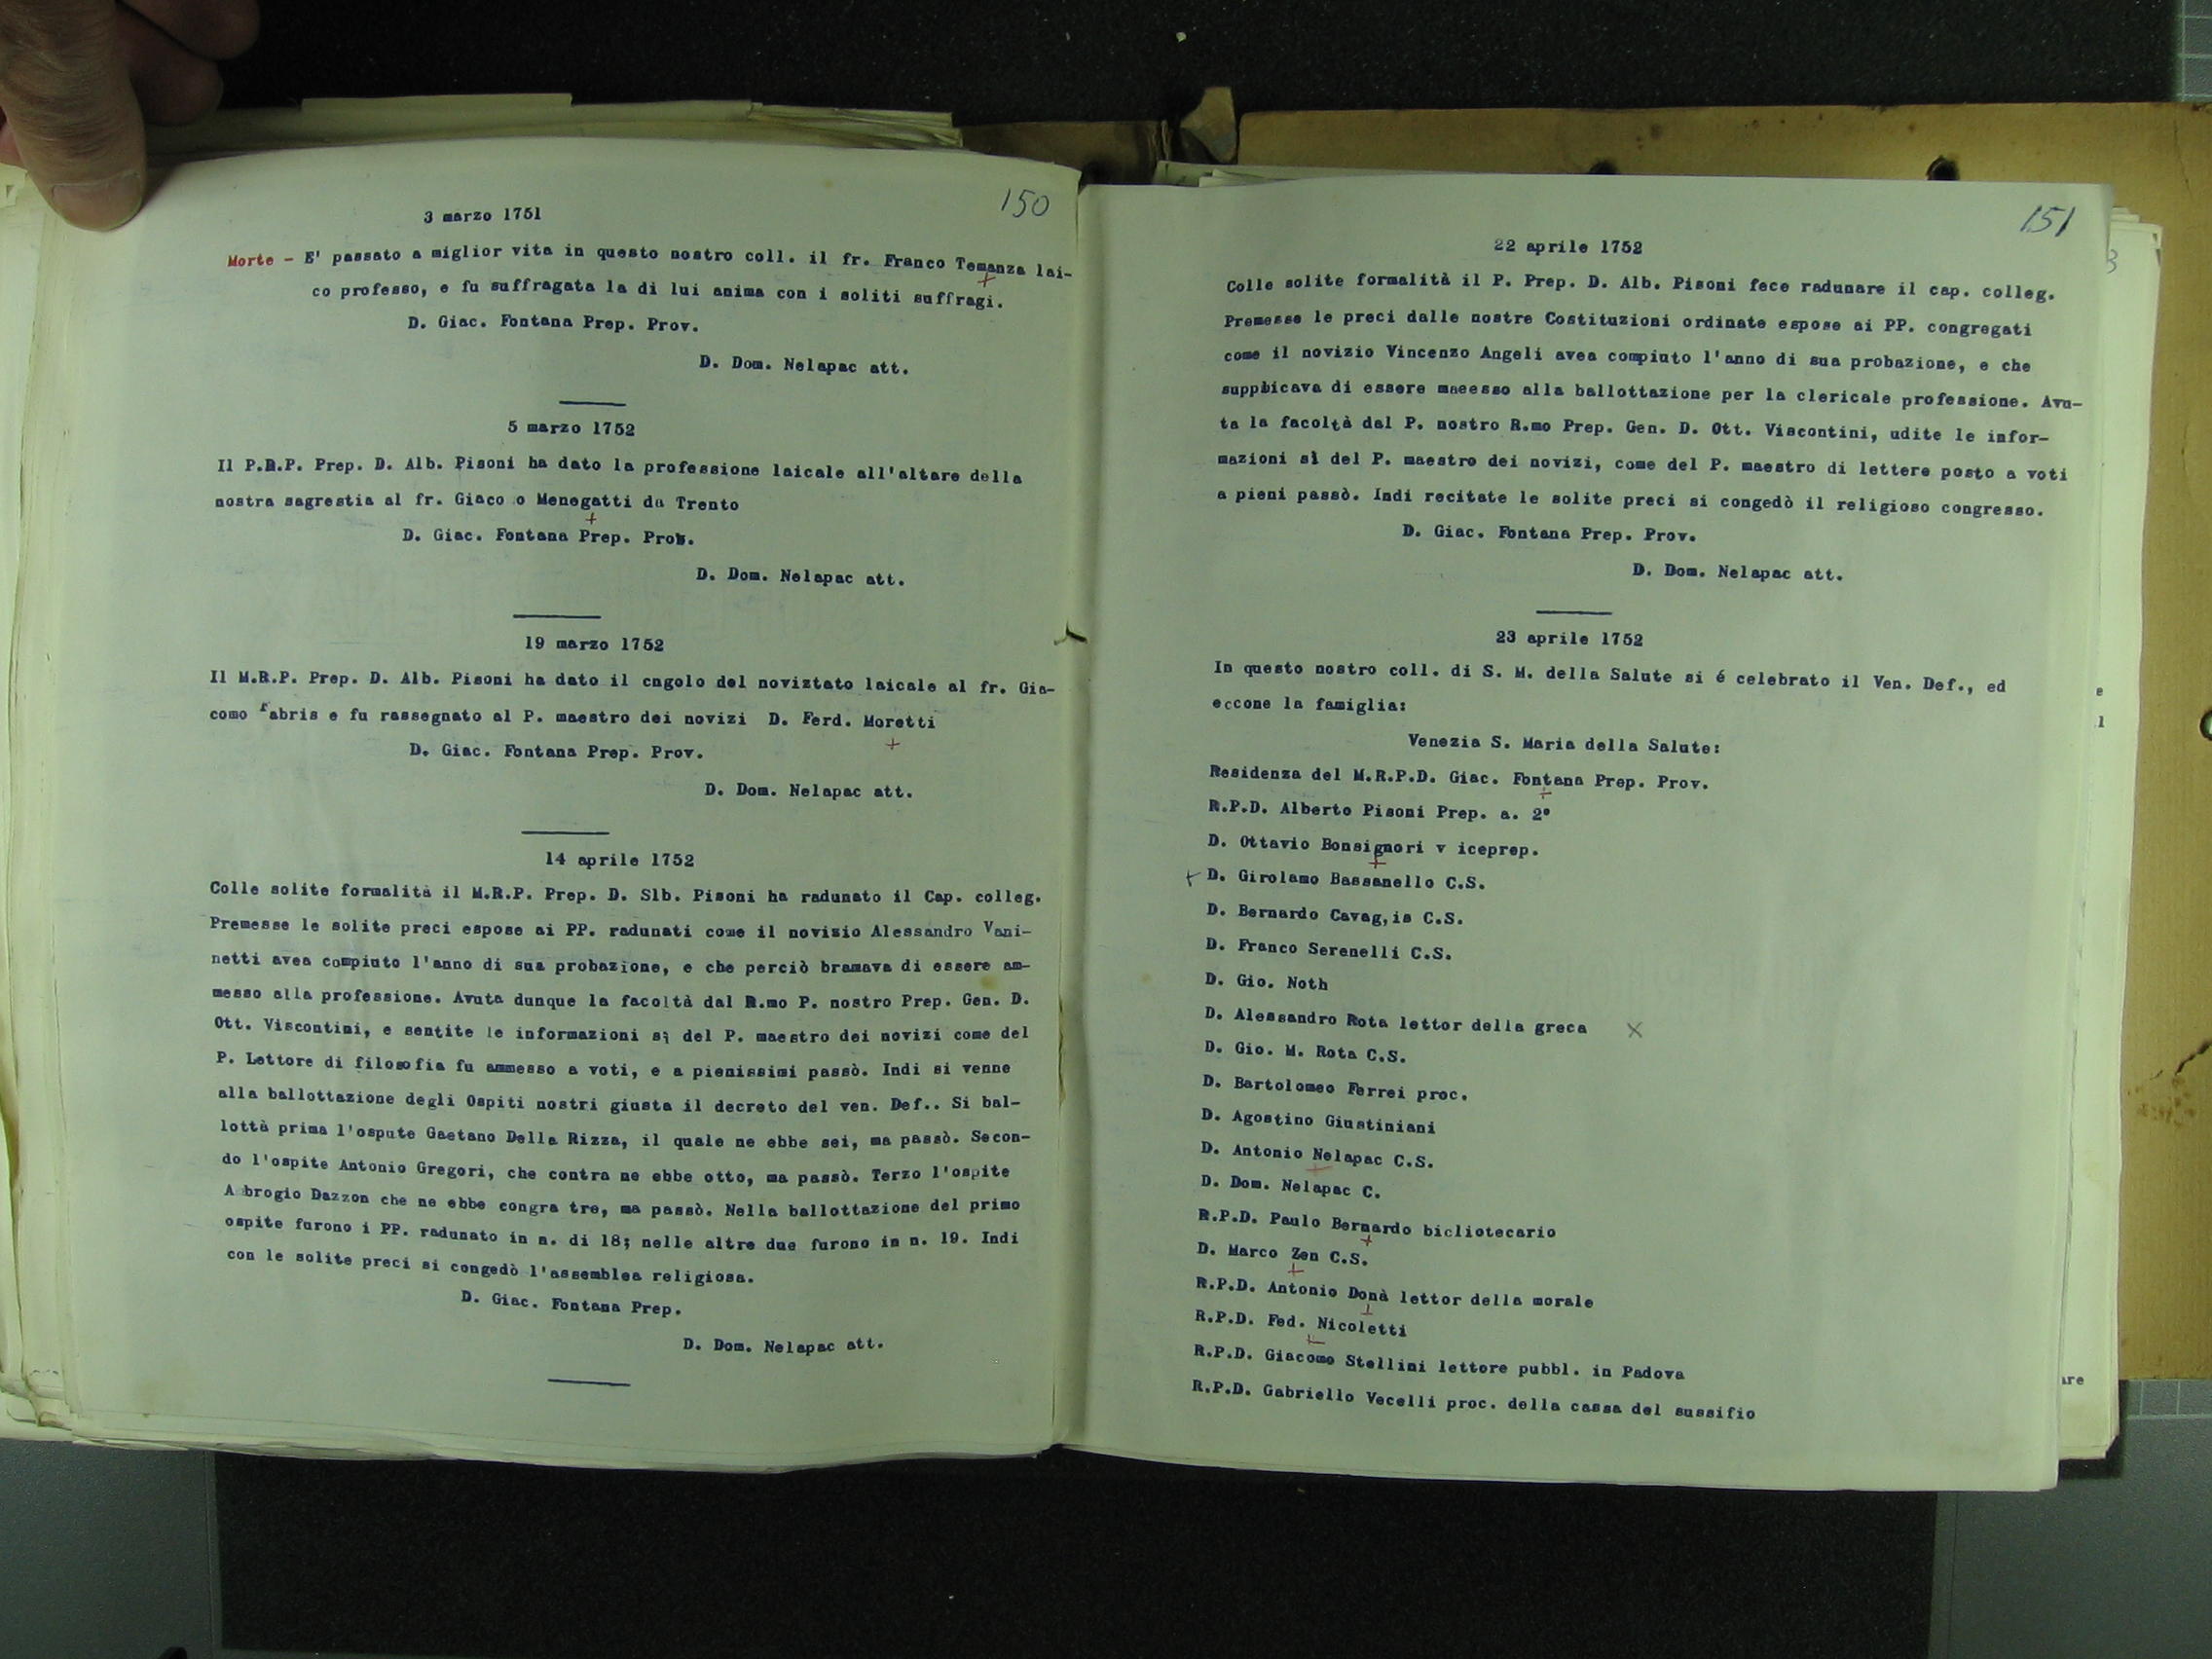 150
3 marzo 1751
Morte - E' passato a miglior vita in questo nostro coll. il fr. Franco Temanza lai-
co professo, e fu suffragata la di lui anima con i soliti suffragi.
D. Giac. Fontana Prep. Prov.
D. Dom. Nelapac att.
5 marzo 1752
Il P.R.P. Prep. D. Alb. Pisoni ha dato la professione laicale all'altare della
nostra sagrestia al fr. Giaco o Menegatti da Trento
D. Giac. Fontana Prep. Prov.
D. Dom. Nelapac att.
19 marzo 1752
Il M.R.P. Prep. D. Alb. Pisoni ha dato il cngolo del noviztato laicale al fr. Gia-
como Fabris e fu rassegnato al P. maestro dei novizi D. Ferd. Moretti
D. Giac. Fontana Prep. Prov.
D. Dom. Nelapac att.
14 aprile 1752
Colle solite formalità il M.R.P. Prep. D. Slb. Pisoni ha radunato il Cap. colleg.
Premesse le solite preci espose ai PP. radunati come il novizio Alessandro Vani-
netti avea compiuto l'anno di sua probazione, e che perciò bramava di essere am-
messo alla professione. Avuta dunque la facoltà dal R.mo P. nostro Prep. Gen. D.
Ott. Viscontini, e sentite le informazioni sì del P. maestro dei novizi come del
P. Lettore di filosofia fu ammesso a voti, e a pienissimi passò. Indi si venne
alla ballottazione degli Ospiti nostri giusta il decreto del ven. Def.. Si bal-
lottà prima l'ospute Gaetano Della Rizza, il quale ne ebbe sei, ma passò. Secon-
do l'ospite Antonio Gregori, che contra ne ebbe otto, ma passò. Terzo l'ospite
A brogio Dazzon che ne ebbe congra tre, ma passò. Nella ballottazione del primo
ospite furono i PP. radunato in n. di 18; nelle altre due furono in n. 19. Indi
con le solite preci si congedò l'assemblea religiosa.
D. Giac. Fontana Prep.
D. Dom. Nelapac att.
151
22 aprile 1752
Colle solite formalità il P. Prep. D. Alb. Pisoni fece radunare il cap. colleg.
Premesse le preci dalle nostre Costituzioni ordinate espose ai PP. congregati
come il novizio Vincenzo Angeli avea compiuto l'anno di sua probazione, e che
suppbicava di essere maeesso alla ballottazione per la clericale professione. Avu-
ta la facoltà dal P. nostro R.mo Prep. Gen. D. Ott. Viscontini, udite le infor-
mazioni sì del P. maestro dei novizi, come del P. maestro di lettere posto a voti
a pieni passò. Indi recitate le solite preci si congedò il religioso congresso.
D. Giac. Fontana Prep. Prov.
D. Dom. Nelapac att.
23 aprile 1752
In questo nostro coll. di S. M. della Salute si é celebrato il Ven. Def., ed
eccone la famiglia:
Venezia S. Maria della Salute:
Residenza del M.R.P.D. Giac. Fontana Prep. Prov.
R.P.D. Alberto Pisoni Prep. a. 2°
D. Ottavio Bonsignori v iceprep.
+ D. Girolamo Bassanello C.S.
D. Bernardo Cavag,is C.S.
D. Franco Serenelli C.S.
D. Gio. Noth
D. Alessandro Rota lettor della greca X
D. Gio. M. Rota C.S.
D. Bartolomeo Ferrei proc.
D. Agostino Giustiniani
D. Antonio Nelapac C.S.
D. Dom. Nelapac C.
R.P.D. Paulo Bernardo bicliotecario
D. Marco Zen C.S.
R.P.D. Antonio Donà lettor della morale
R.P.D. Fed. Nicoletti
R.P.D. Giacomo Stellini lettore pubbl. in Padova
R.P.D. Gabriello Vecelli proc. della cassa del sussifio